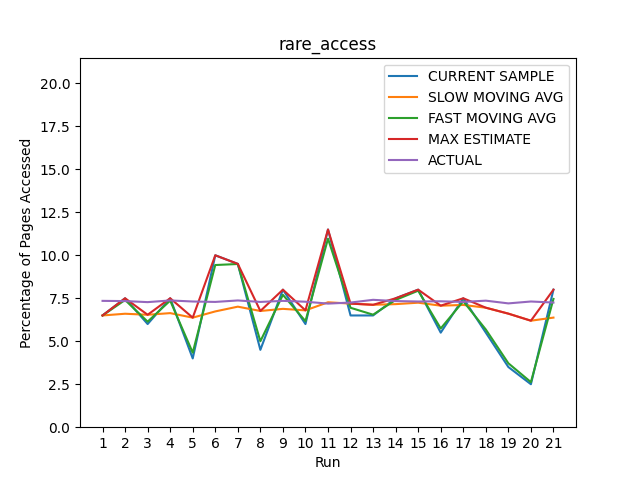 rare_access
CURRENT SAMPLE
SLOW MOVING AVG
FAST MOVING AVG
MAX ESTIMATE
ACTUAL
Percentage of Pages Accessed
20.0
17.5
15.0
12.5
10.0
7.5
5.0
2.5
0.0
1 2 3 4 5 6 7 8 9 10 11 12 13 14 15 16 17 18 19 20 21
Run